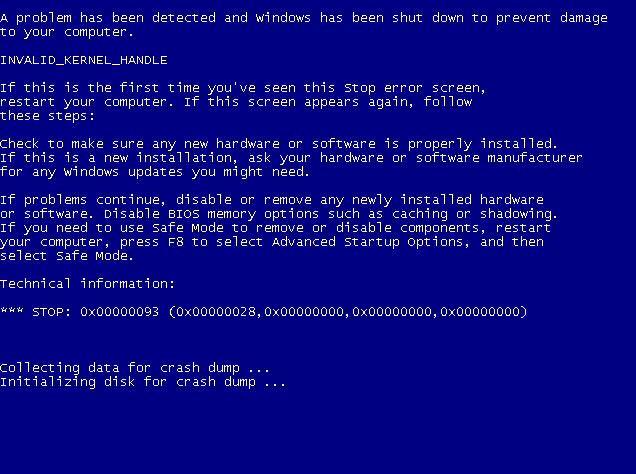 A problem has been detected and Windows has been shut down to prevent damage
to your computer.
INVALID_KERNEL_HANDLE
If this is the first time you've seen this Stop error screen,
restart your computer. If this screen appears again, follow
these steps:
Check to make sure any new hardware or software is properly installed.
If this is a new installation, ask your hardware or software manufacturer
for any Windows updates you might need.
If problems continue, disable or remove any newly installed hardware
or software. Disable BIOS memory options such as caching or shadowing.
If you need to use Safe Mode to remove or disable components, restart
your computer, press F8 to select Advanced Startup Options, and then
select Safe Mode.
Technical information:
*** STOP: 0x00000093 (0x00000028,0x00000000,0x00000000,0x00000000)
Collecting data for crash dump ...
Initializing disk for crash dump ...